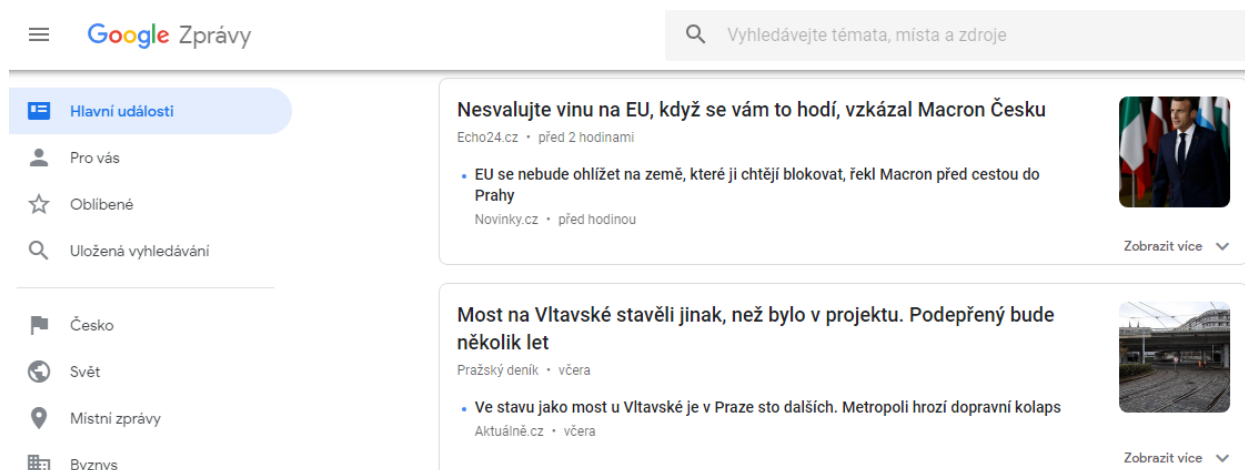 Google Zprávy
Vyhledávejte témata, místa a zdroje
Hlavní události
Pro vás
Oblíbené
Uložená vyhledávání
Česko
Svět
Místní zprávy
Byznys
Nesvalujte vinu na EU, když se vám to hodí, vzkázal Macron Česku
Echo24.cz • před 2 hodinami
• EU se nebude ohlížet na země, které ji chtějí blokovat, řekl Macron před cestou do
Prahy
Novinky.cz • před hodinou
Zobrazit více
Most na Vltavské stavěli jinak, než bylo v projektu. Podepřený bude
několik let
Pražský deník • včera
• Ve stavu jako most u Vltavské je v Praze sto dalších. Metropoli hrozí dopravní kolaps
Aktuálně.cz • včera
Zobrazit více